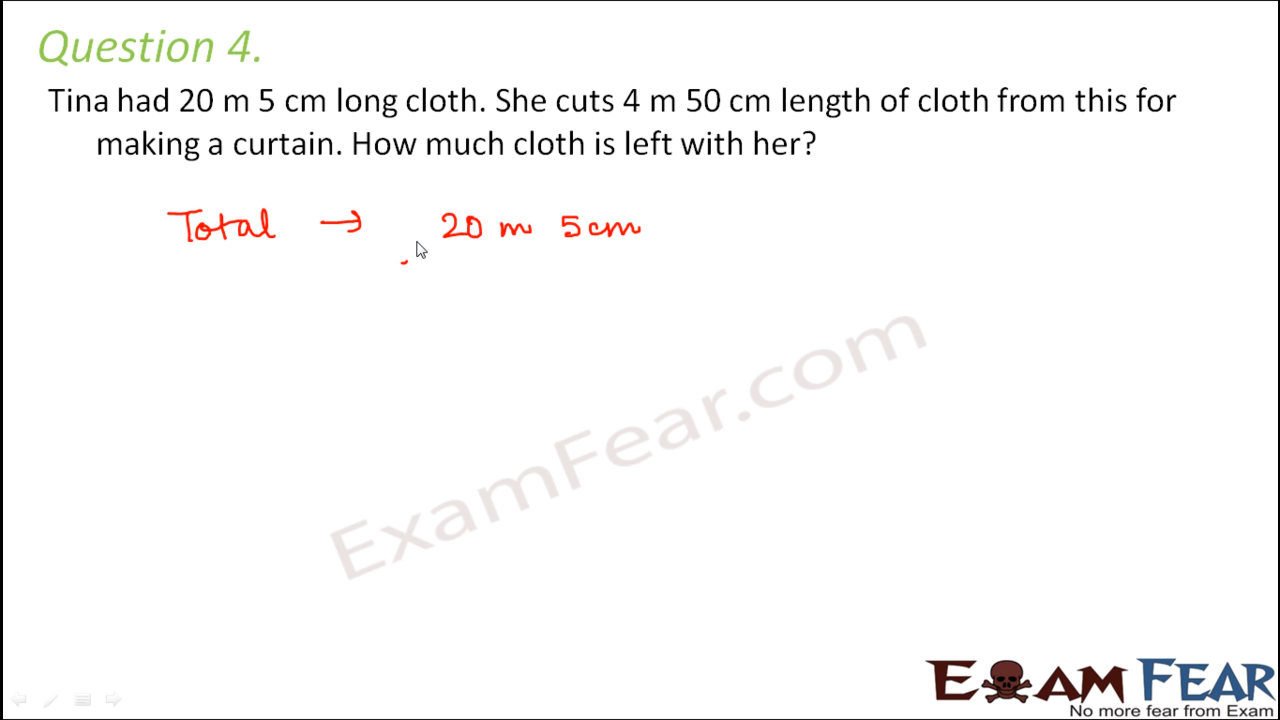 Question 4.
Tina had 20 m 5 cm long cloth. She cuts 4 m 50 cm length of cloth from this for
making a curtain. How much cloth is left with her?
Total → 20 m 5 cm
ExamFear.com
EXAM FEAR
No more fear from Exam